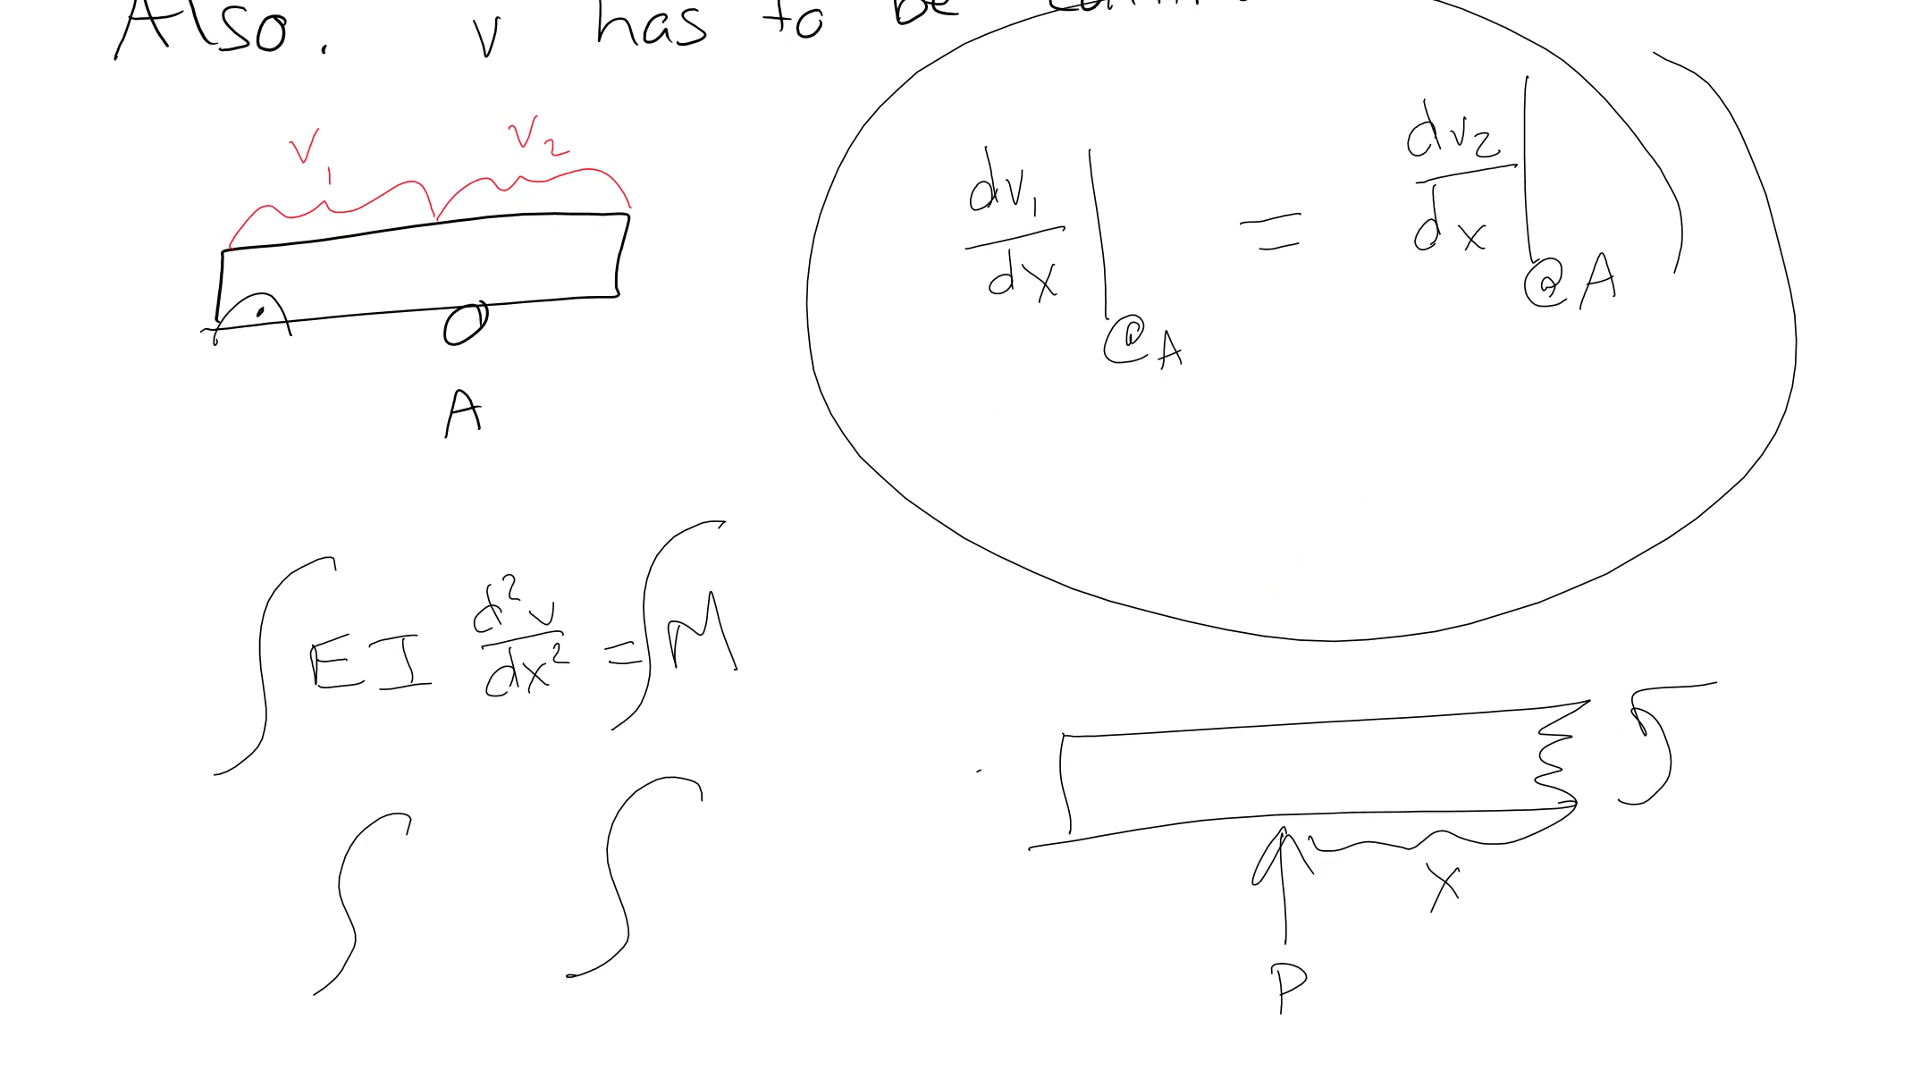 Also. v has to be
V1 V2
dv1/dx |@A = dv2/dx |@A
A
∫ EI d²v/dx² = ∫ M
∫ ∫
x
P